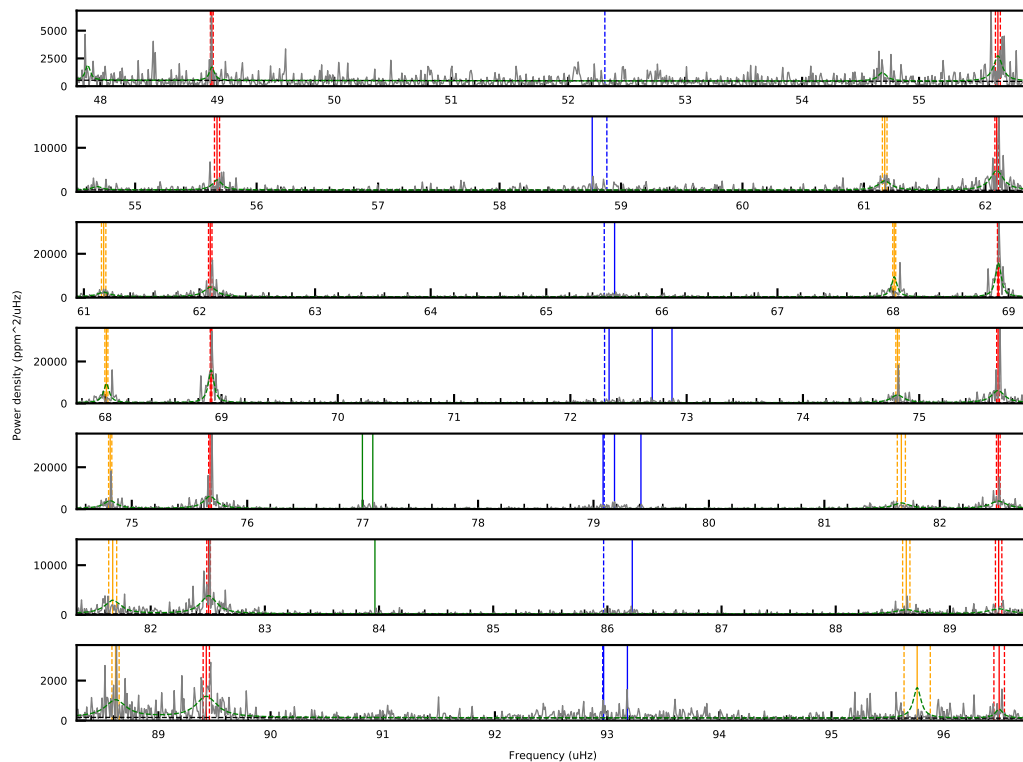 5000
2500
0
48 49 50 51 52 53 54 55
10000
0
55 56 57 58 59 60 61 62
20000
0
61 62 63 64 65 66 67 68 69
Power density (ppm^2/uHz)
20000
0
68 69 70 71 72 73 74 75
20000
0
75 76 77 78 79 80 81 82
10000
0
82 83 84 85 86 87 88 89
2000
0
89 90 91 92 93 94 95 96
Frequency (uHz)